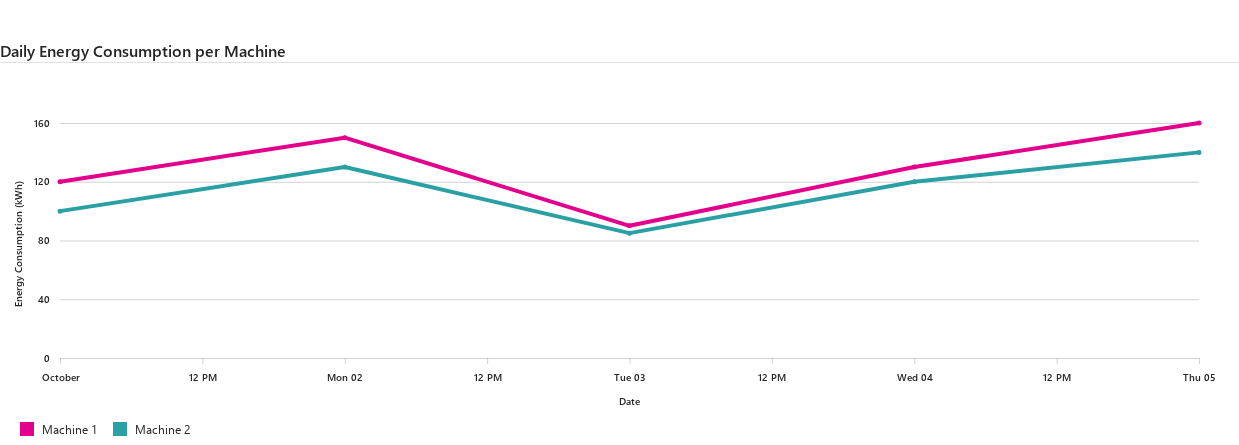 Daily Energy Consumption per Machine
Energy Consumption (kWh)
160
120
80
40
0
October 12 PM Mon 02 12 PM Tue 03 12 PM Wed 04 12 PM Thu 05
Date
Machine 1 Machine 2